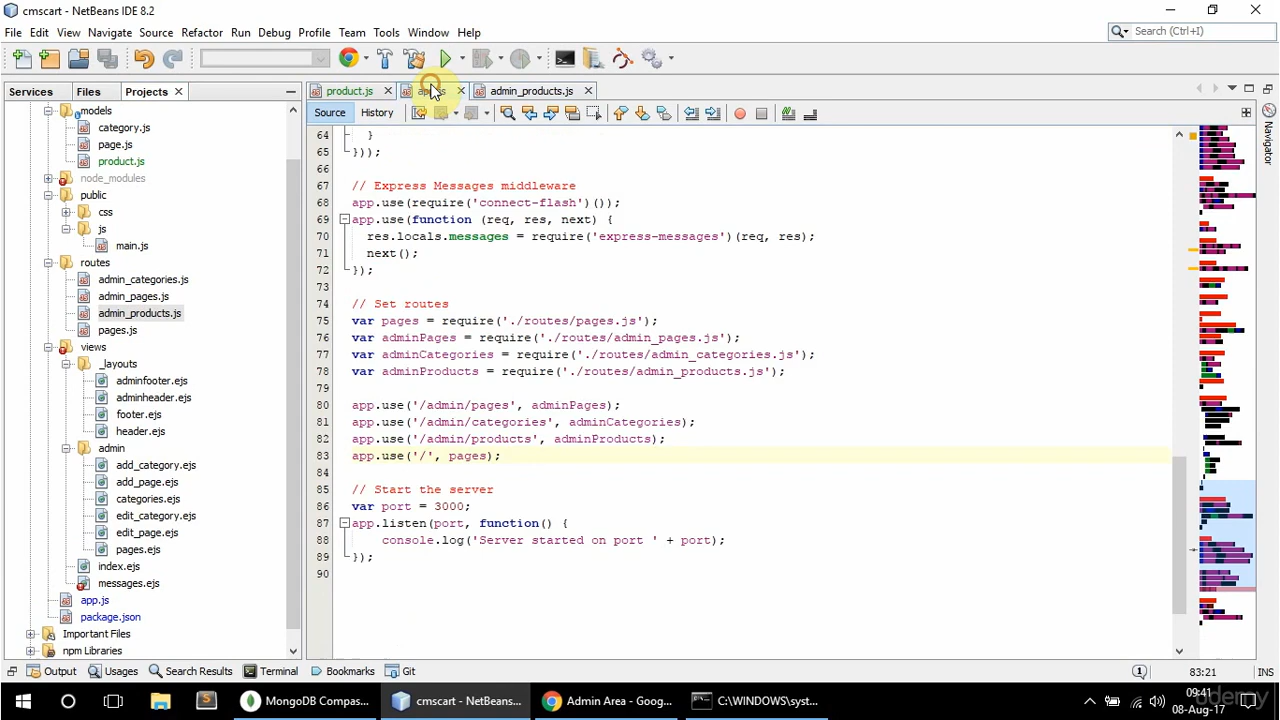 cmscart - NetBeans IDE 8.2
File Edit View Navigate Source Refactor Run Debug Profile Team Tools Window Help
Search (Ctrl+I)
Services Files Projects
product.js
admin_products.js
Source History
Navigator
models
category.js
page.js
product.js
node_modules
public
css
js
main.js
routes
admin_categories.js
admin_pages.js
admin_products.js
pages.js
views
_layouts
adminfooter.ejs
adminheader.ejs
footer.ejs
header.ejs
admin
add_category.ejs
add_page.ejs
categories.ejs
edit_category.ejs
edit_page.ejs
pages.ejs
index.ejs
messages.ejs
app.js
package.json
Important Files
npm Libraries
64 }
65 }));
66
67 // Express Messages middleware
68 app.use(require('connect-flash')());
69 app.use(function (req, res, next) {
70 res.locals.messages = require('express-messages')(req, res);
71 next();
72 });
73
74 // Set routes
75 var pages = require('./routes/pages.js');
76 var adminPages = require('./routes/admin_pages.js');
77 var adminCategories = require('./routes/admin_categories.js');
78 var adminProducts = require('./routes/admin_products.js');
79
80 app.use('/admin/pages', adminPages);
81 app.use('/admin/categories', adminCategories);
82 app.use('/admin/products', adminProducts);
83 app.use('/', pages);
84
85 // Start the server
86 var port = 3000;
87 app.listen(port, function() {
88 console.log('Server started on port ' + port);
89 });
90
Output Usages Search Results Terminal Bookmarks Git
1 83:21 INS
MongoDB Compas... cmscart - NetBeans I... Admin Area - Goog... C:\WINDOWS\syst...
09:41
08-Aug-17
udemy